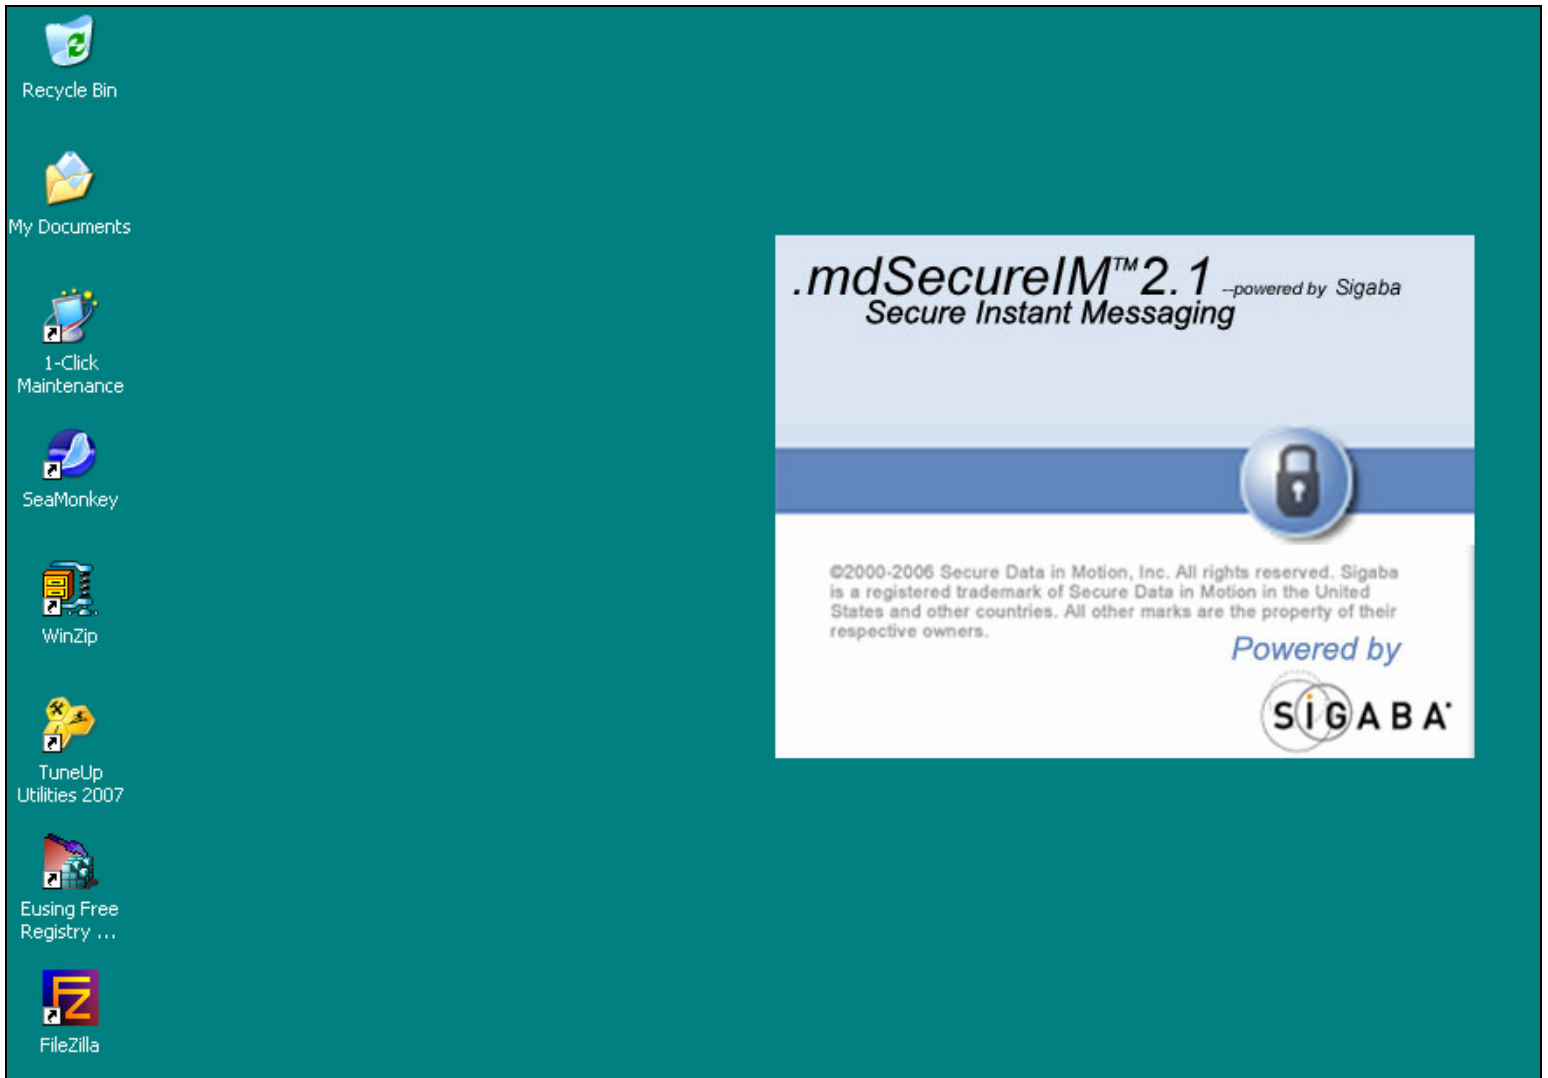 Recycle Bin
My Documents
1-Click
Maintenance
SeaMonkey
WinZip
TuneUp
Utilities 2007
Eusing Free
Registry ...
FileZilla
.mdSecureIM™2.1 --powered by Sigaba
Secure Instant Messaging
©2000-2006 Secure Data in Motion, Inc. All rights reserved. Sigaba
is a registered trademark of Secure Data in Motion in the United
States and other countries. All other marks are the property of their
respective owners.
Powered by
SiGABA